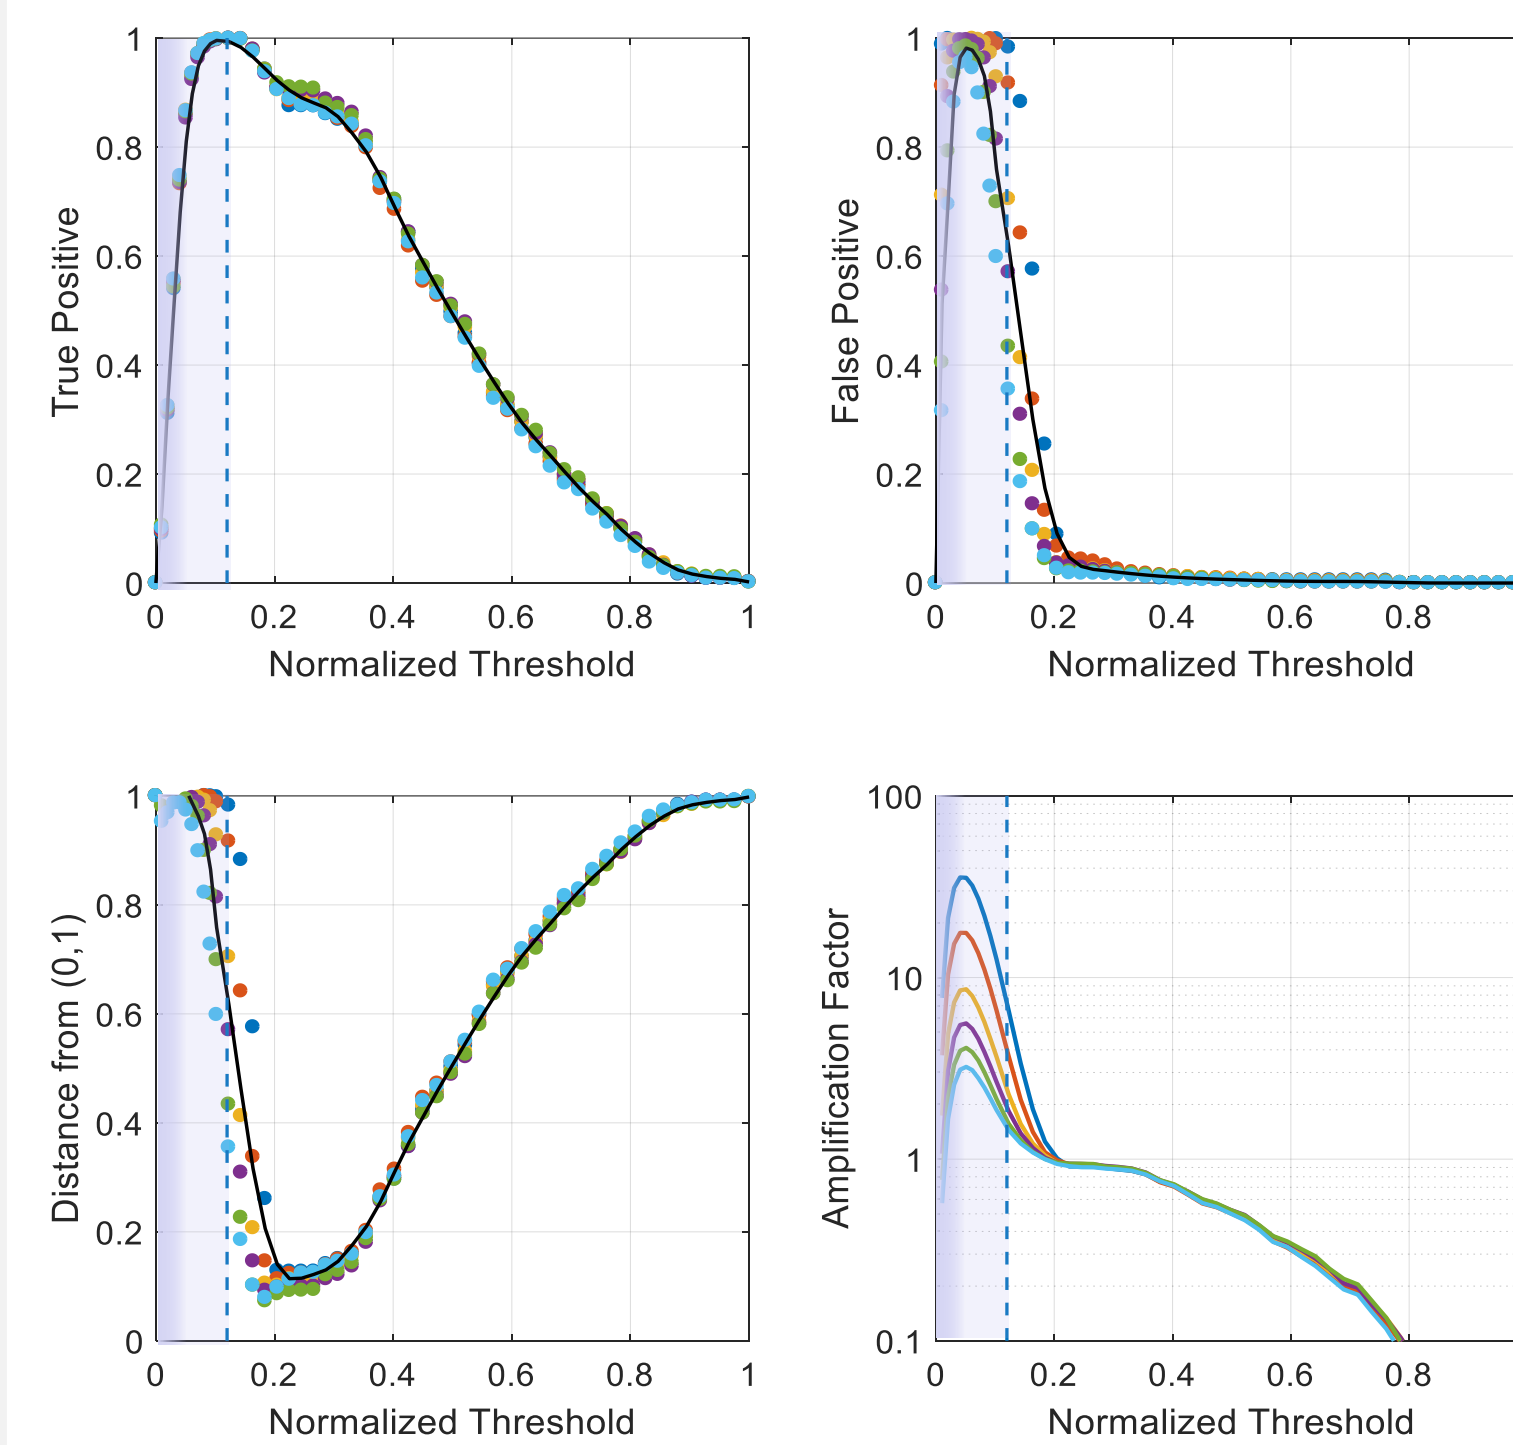 1
0.8
0.6
0.4
0.2
0
True Positive
0 0.2 0.4 0.6 0.8 1
Normalized Threshold
1
0.8
0.6
0.4
0.2
0
False Positive
0 0.2 0.4 0.6 0.8
Normalized Threshold
1
0.8
0.6
0.4
0.2
0
Distance from (0,1)
0 0.2 0.4 0.6 0.8 1
Normalized Threshold
100
10
1
0.1
Amplification Factor
0 0.2 0.4 0.6 0.8
Normalized Threshold